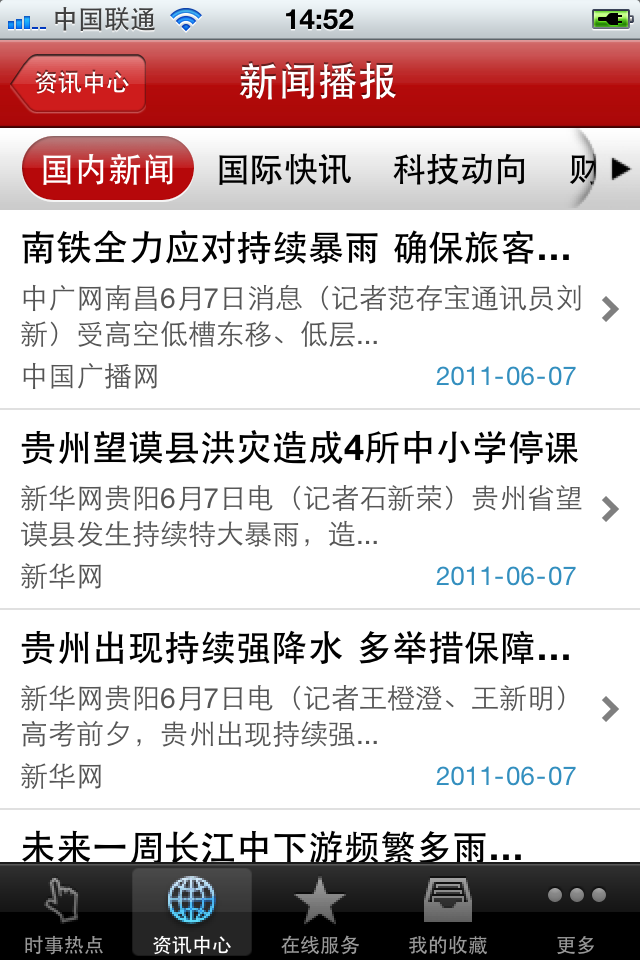 中国联通 14:52
资讯中心 新闻播报
国内新闻 国际快讯 科技动向 财
南铁全力应对持续暴雨 确保旅客...
中广网南昌6月7日消息（记者范存宝通讯员刘
新）受高空低槽东移、低层...
中国广播网 2011-06-07
贵州望谟县洪灾造成4所中小学停课
新华网贵阳6月7日电（记者石新荣）贵州省望
谟县发生持续特大暴雨，造...
新华网 2011-06-07
贵州出现持续强降水 多举措保障...
新华网贵阳6月7日电（记者王橙澄、王新明）
高考前夕，贵州出现持续强...
新华网 2011-06-07
未来一周长江中下游频繁多雨...
时事热点 资讯中心 在线服务 我的收藏 更多